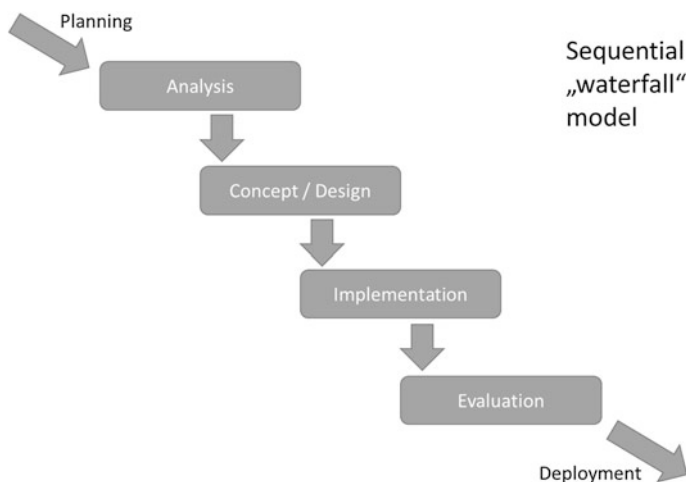 Planning
Sequential
„waterfall“
model
Analysis
Concept / Design
Implementation
Evaluation
Deployment